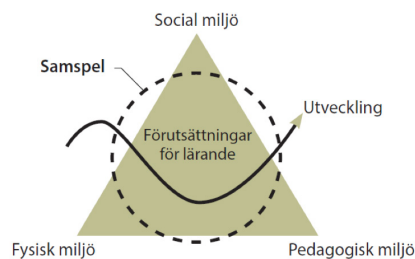 Social miljö
Samspel
Utveckling
Förutsättningar
för lärande
Fysisk miljö
Pedagogisk miljö